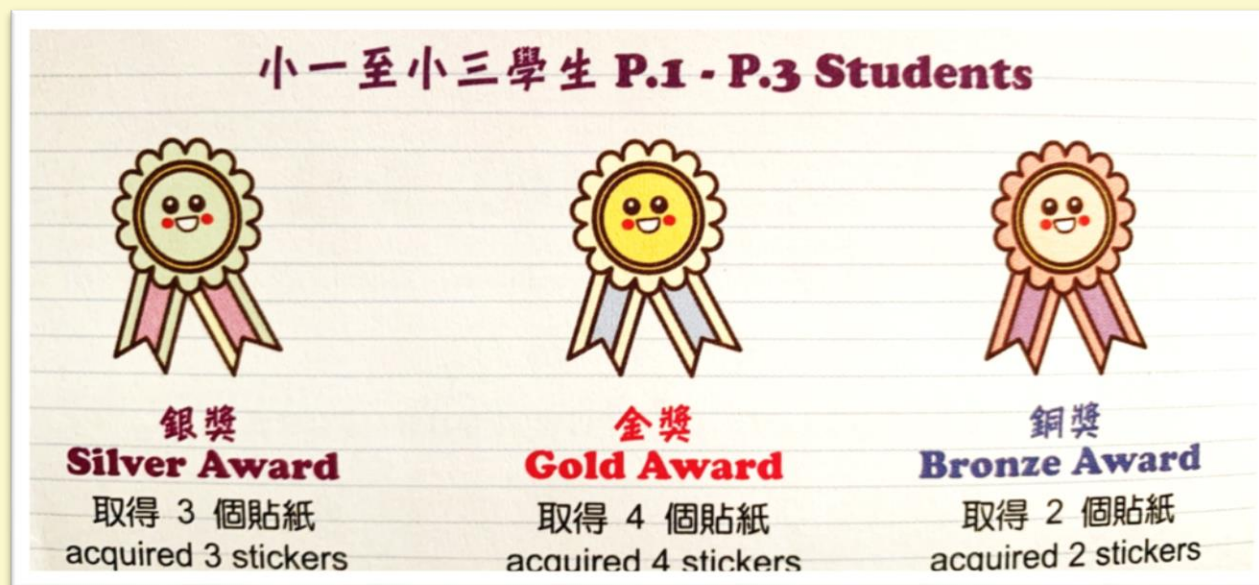 小一至小三學生 P.1 - P.3 Students
銀獎
Silver Award
取得 3 個貼紙
acquired 3 stickers
金獎
Gold Award
取得 4 個貼紙
acquired 4 stickers
銅獎
Bronze Award
取得 2 個貼紙
acquired 2 stickers